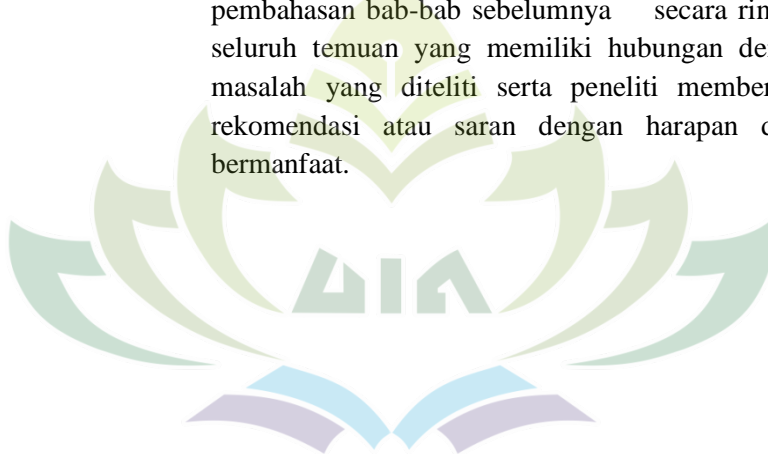 pembahasan bab-bab sebelumnya secara rin
seluruh temuan yang memiliki hubungan de
masalah yang diteliti serta peneliti member
rekomendasi atau saran dengan harapan d
bermanfaat.
UIN